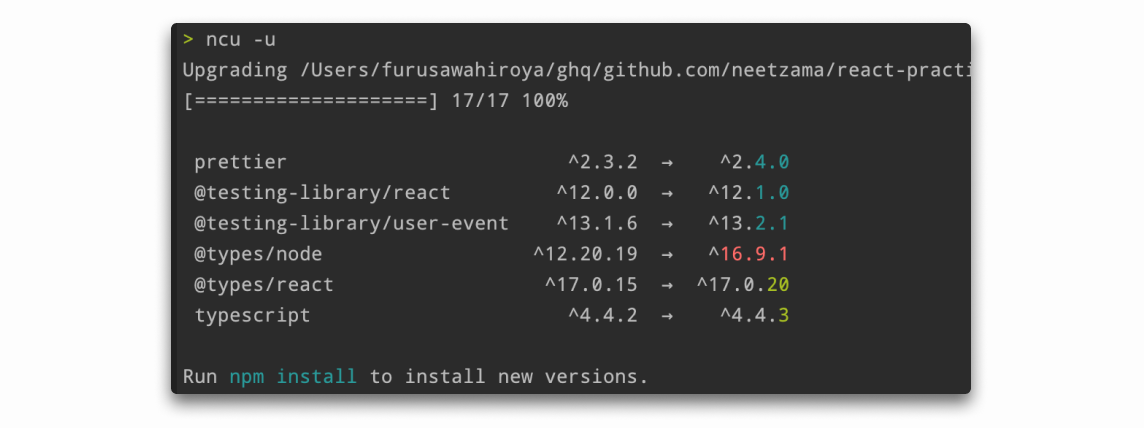 > ncu -u
Upgrading /Users/furusawahiroya/ghq/github.com/neetzama/react-practi
[====================] 17/17 100%
prettier ^2.3.2 → ^2.4.0
@testing-library/react ^12.0.0 → ^12.1.0
@testing-library/user-event ^13.1.6 → ^13.2.1
@types/node ^12.20.19 → ^16.9.1
@types/react ^17.0.15 → ^17.0.20
typescript ^4.4.2 → ^4.4.3
Run npm install to install new versions.